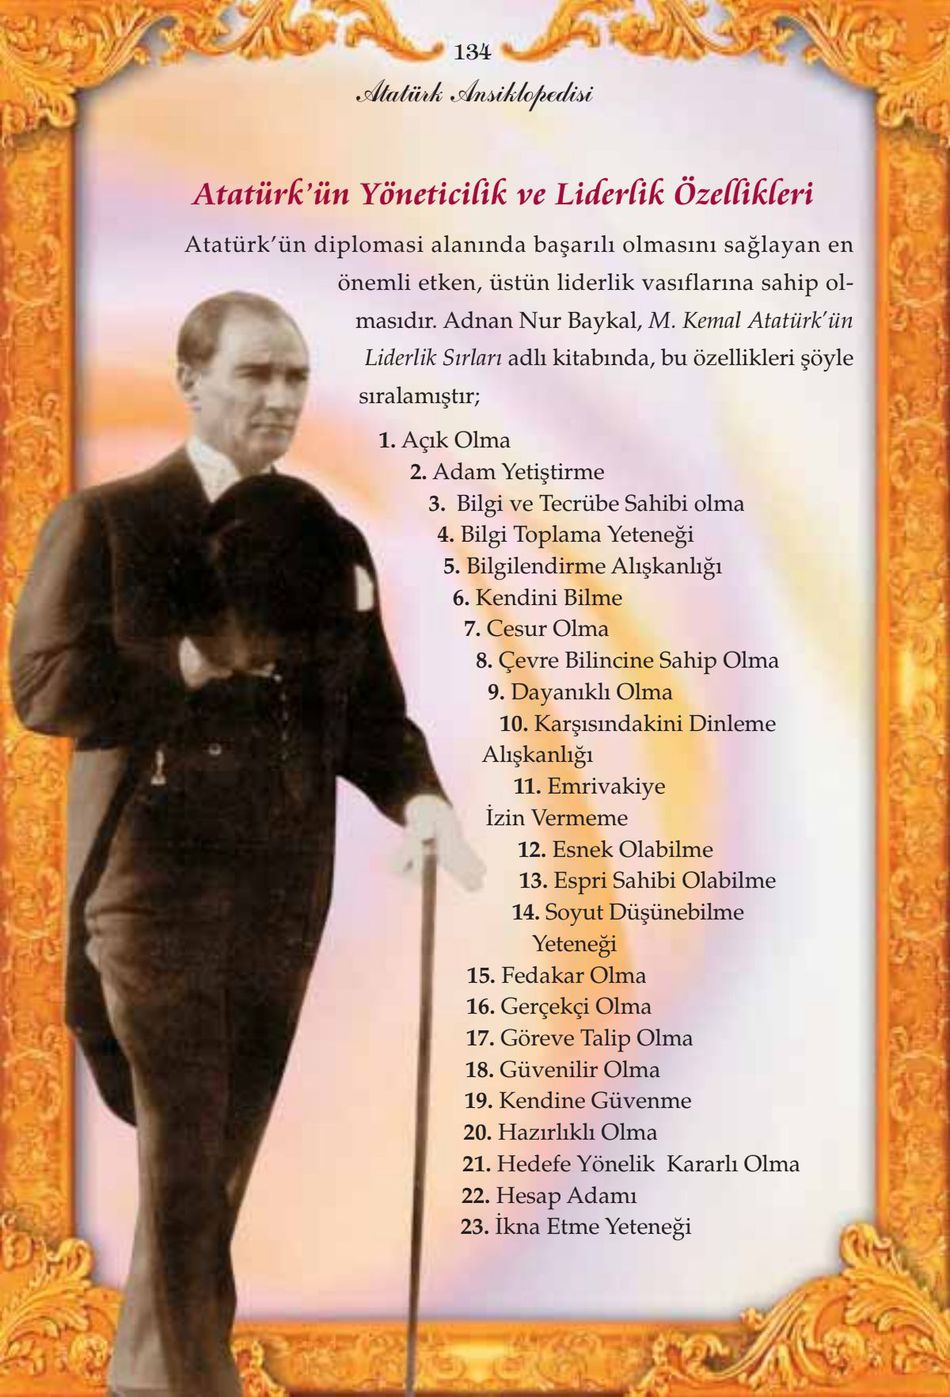 134
Atatürk Ansiklopedisi
Atatürk'ün Yöneticilik ve Liderlik Özellikleri
Atatürk'ün diplomasi alanında başarılı olmasını sağlayan en
önemli etken, üstün liderlik vasıflarına sahip ol-
masıdır. Adnan Nur Baykal, M. Kemal Atatürk'ün
Liderlik Sırları adlı kitabında, bu özellikleri şöyle
sıralamıştır;
1. Açık Olma
2. Adam Yetiştirme
3. Bilgi ve Tecrübe Sahibi olma
4. Bilgi Toplama Yeteneği
5. Bilgilendirme Alışkanlığı
6. Kendini Bilme
7. Cesur Olma
8. Çevre Bilincine Sahip Olma
9. Dayanıklı Olma
10. Karşısındakini Dinleme
Alışkanlığı
11. Emrivakiye
İzin Vermeme
12. Esnek Olabilme
13. Espri Sahibi Olabilme
14. Soyut Düşünebilme
Yeteneği
15. Fedakar Olma
16. Gerçekçi Olma
17. Göreve Talip Olma
18. Güvenilir Olma
19. Kendine Güvenme
20. Hazırlıklı Olma
21. Hedefe Yönelik Kararlı Olma
22. Hesap Adamı
23. İkna Etme Yeteneği